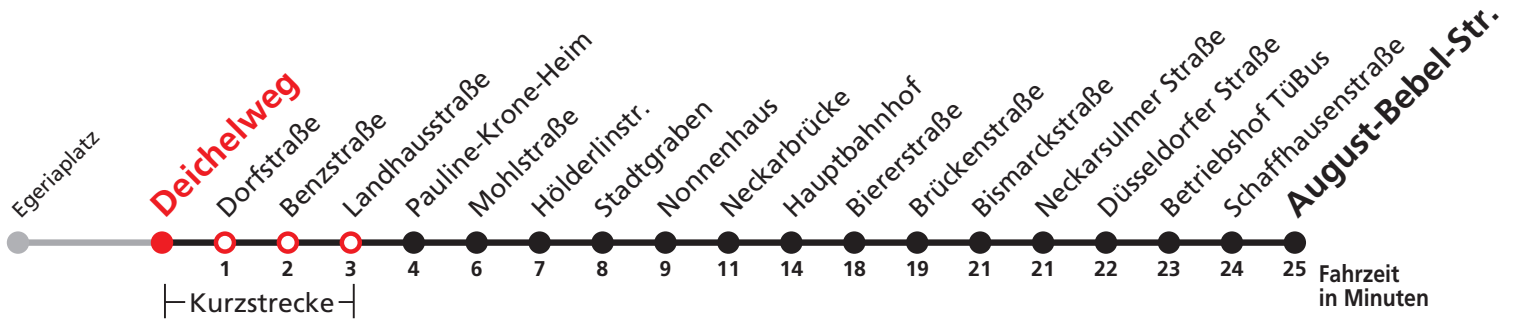 Egeriaplatz
Deichelweg
Dorfstraße
Benzstraße
Landhausstraße
Pauline-Krone-Heim
Mohlstraße
Hölderlinstr.
Stadtgraben
Nonnenhaus
Neckarbrücke
Hauptbahnhof
Biererstraße
Brückenstraße
Bismarckstraße
Neckarsulmer Straße
Düsseldorfer Straße
Betriebshof TüBus
Schaffhausenstraße
August-Bebel-Str.
1 2 3 4 6 7 8 9 11 14 18 19 21 21 22 23 24 25
Fahrzeit
in Minuten
Kurzstrecke